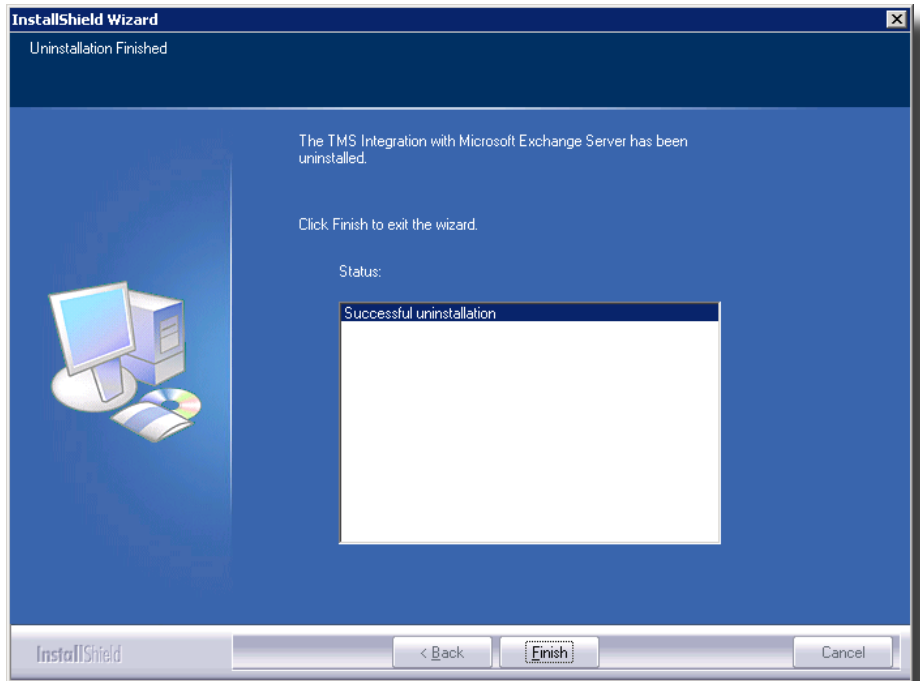 InstallShield Wizard
Uninstallation Finished
The TMS Integration with Microsoft Exchange Server has been
uninstalled.
Click Finish to exit the wizard.
Status:
Successful uninstallation
InstallShield
< Back
Finish
Cancel